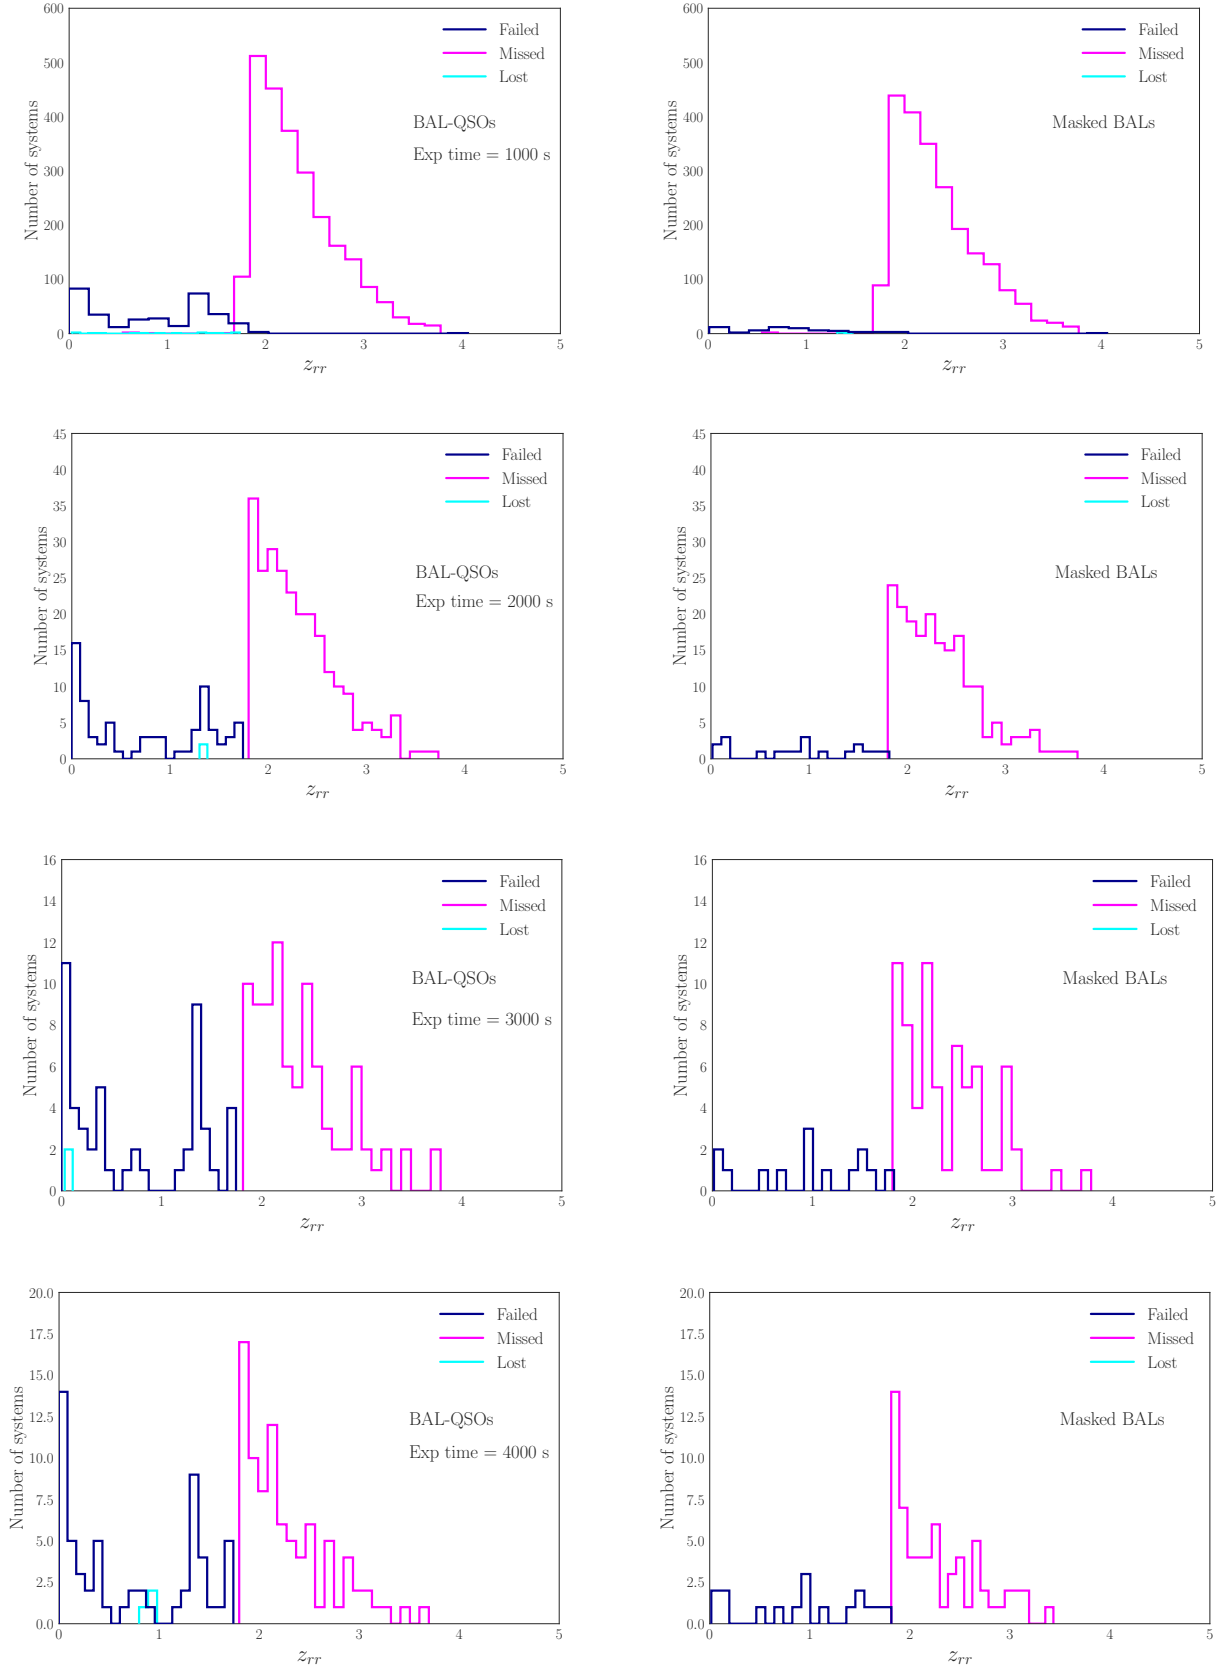 600
500
400
300
200
100
0
0 1 2 3 4 5
Number of systems
z_rr
Failed
Missed
Lost
BAL-QSOs
Exp time = 1000 s
600
500
400
300
200
100
0
0 1 2 3 4 5
Number of systems
z_rr
Failed
Missed
Lost
Masked BALs
45
40
35
30
25
20
15
10
5
0
0 1 2 3 4 5
Number of systems
z_rr
Failed
Missed
Lost
BAL-QSOs
Exp time = 2000 s
45
40
35
30
25
20
15
10
5
0
0 1 2 3 4 5
Number of systems
z_rr
Failed
Missed
Lost
Masked BALs
16
14
12
10
8
6
4
2
0
0 1 2 3 4 5
Number of systems
z_rr
Failed
Missed
Lost
BAL-QSOs
Exp time = 3000 s
16
14
12
10
8
6
4
2
0
0 1 2 3 4 5
Number of systems
z_rr
Failed
Missed
Lost
Masked BALs
20.0
17.5
15.0
12.5
10.0
7.5
5.0
2.5
0.0
0 1 2 3 4 5
Number of systems
z_rr
Failed
Missed
Lost
BAL-QSOs
Exp time = 4000 s
20.0
17.5
15.0
12.5
10.0
7.5
5.0
2.5
0.0
0 1 2 3 4 5
Number of systems
z_rr
Failed
Missed
Lost
Masked BALs